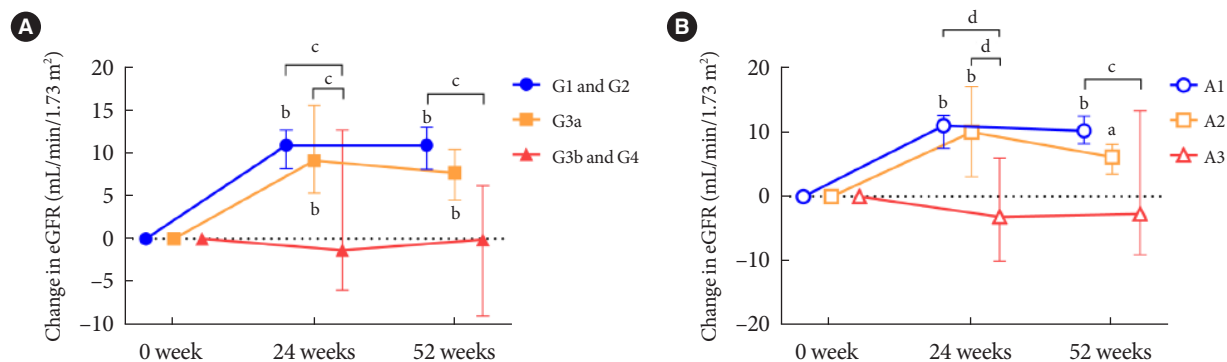 A
Change in eGFR (mL/min/1.73 m²)
20
15
10
5
0
−5
−10
0 week
24 weeks
52 weeks
c
c
c
b
b
b
b
G1 and G2
G3a
G3b and G4
B
Change in eGFR (mL/min/1.73 m²)
20
10
0
−10
−20
0 week
24 weeks
52 weeks
d
d
c
b
b
b
a
A1
A2
A3